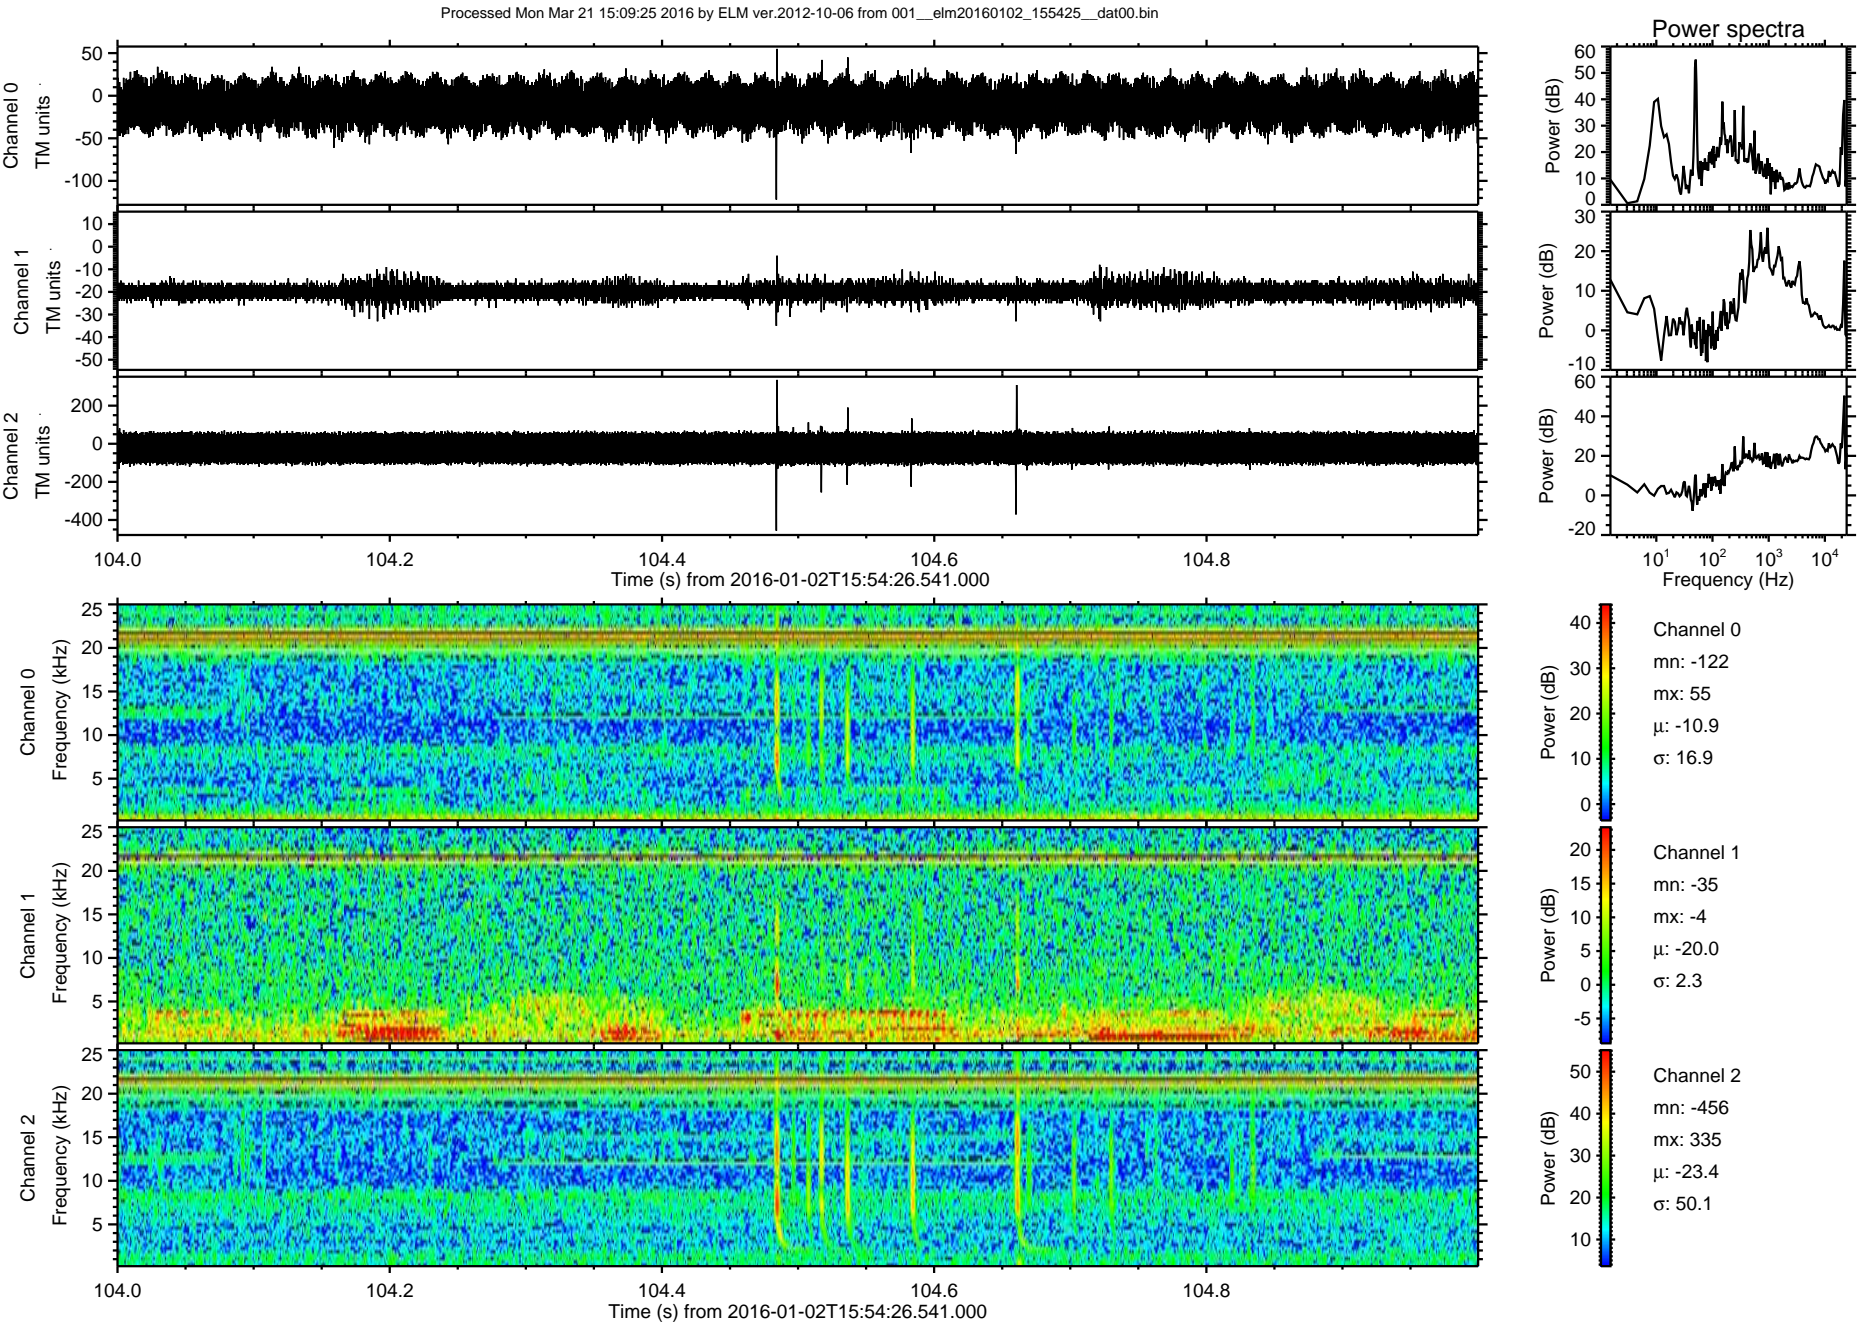 Processed Mon Mar 21 15:09:25 2016 by ELM ver.2012-10-06 from 001__elm20160102_155425__dat00.bin
Power spectra
Channel 0
TM units
50
0
-50
-100
Power (dB)
60
50
40
30
20
10
0
Channel 1
TM units
10
0
-10
-20
-30
-40
-50
Power (dB)
30
20
10
0
-10
Channel 2
TM units
200
0
-200
-400
Power (dB)
60
40
20
0
-20
104.0 104.2 104.4 104.6 104.8
Time (s) from 2016-01-02T15:54:26.541.000
10¹ 10² 10³ 10⁴
Frequency (Hz)
Channel 0
Frequency (kHz)
25
20
15
10
5
Power (dB)
40
30
20
10
0
Channel 0
mn: -122
mx: 55
μ: -10.9
σ: 16.9
Channel 1
Frequency (kHz)
25
20
15
10
5
Power (dB)
20
15
10
5
0
-5
Channel 1
mn: -35
mx: -4
μ: -20.0
σ: 2.3
Channel 2
Frequency (kHz)
25
20
15
10
5
Power (dB)
50
40
30
20
10
Channel 2
mn: -456
mx: 335
μ: -23.4
σ: 50.1
104.0 104.2 104.4 104.6 104.8
Time (s) from 2016-01-02T15:54:26.541.000